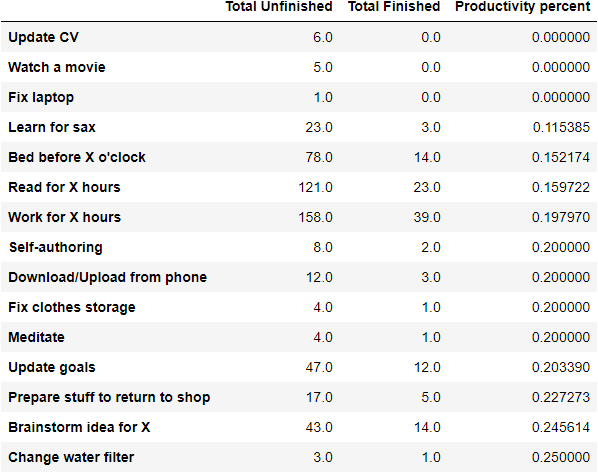 Total Unfinished Total Finished Productivity percent
Update CV 6.0 0.0 0.000000
Watch a movie 5.0 0.0 0.000000
Fix laptop 1.0 0.0 0.000000
Learn for sax 23.0 3.0 0.115385
Bed before X o'clock 78.0 14.0 0.152174
Read for X hours 121.0 23.0 0.159722
Work for X hours 158.0 39.0 0.197970
Self-authoring 8.0 2.0 0.200000
Download/Upload from phone 12.0 3.0 0.200000
Fix clothes storage 4.0 1.0 0.200000
Meditate 4.0 1.0 0.200000
Update goals 47.0 12.0 0.203390
Prepare stuff to return to shop 17.0 5.0 0.227273
Brainstorm idea for X 43.0 14.0 0.245614
Change water filter 3.0 1.0 0.250000